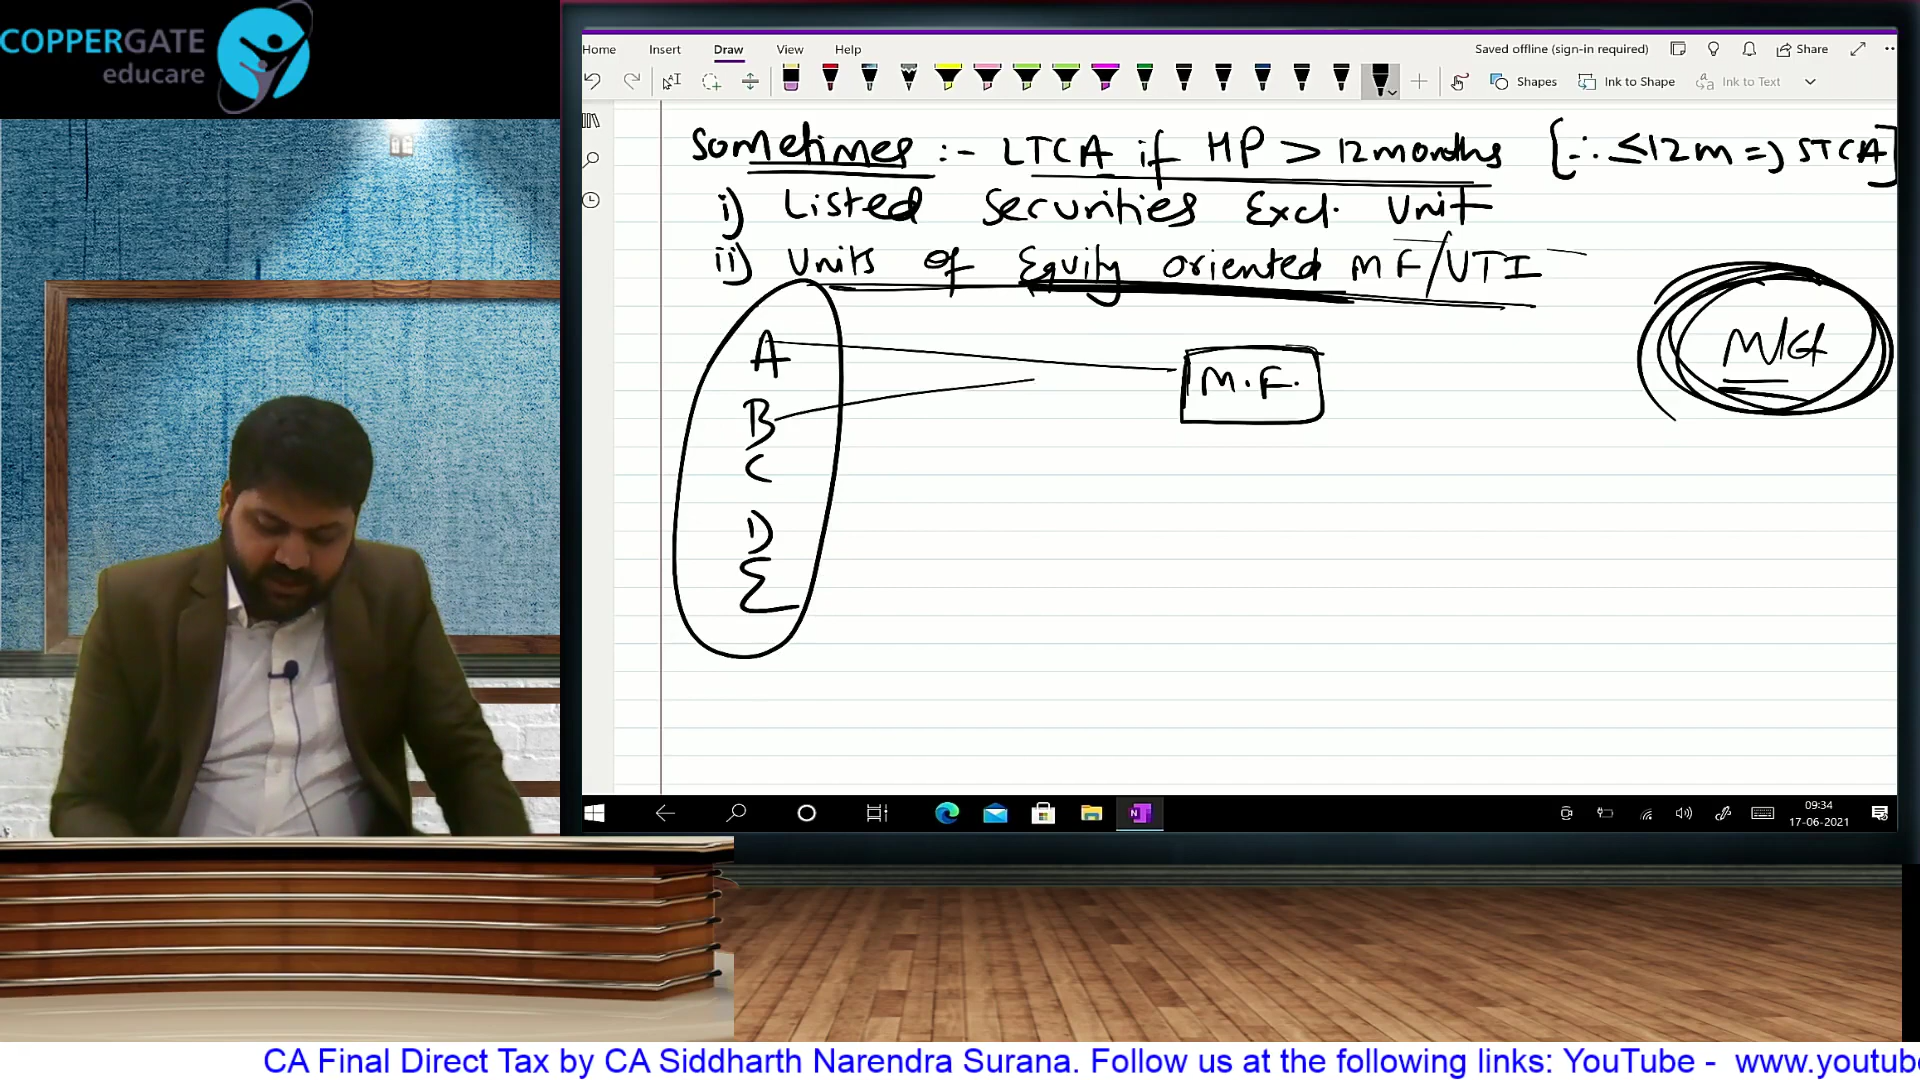 COPPERGATE
educare
Home Insert Draw View Help
Saved offline (sign-in required) Share
Shapes Ink to Shape Ink to Text
Sometimes :- LTCA if HP > 12 months [∴ ≤12m => STCA]
i) Listed Securities Excl. Unit
ii) Units of Equity oriented MF/UTI
A
M.F.
B
C
D
E
09:34
17-06-2021
CA Final Direct Tax by CA Siddharth Narendra Surana. Follow us at the following links: YouTube - www.youtube